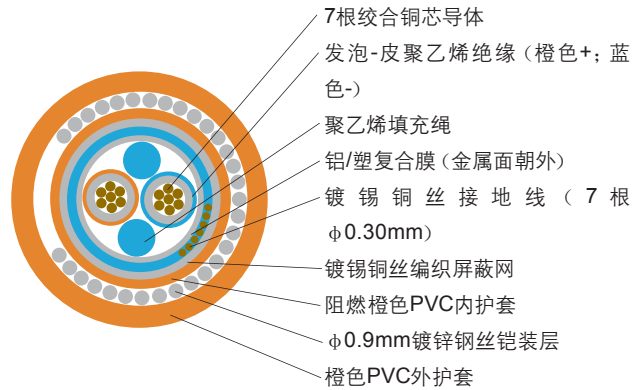 7根绞合铜芯导体
发泡-皮聚乙烯绝缘（橙色+；蓝
色-）
聚乙烯填充绳
铝/塑复合膜（金属面朝外）
镀锡铜丝接地线（7根
φ0.30mm）
镀锡铜丝编织屏蔽网
阻燃橙色PVC内护套
φ0.9mm镀锌钢丝铠装层
橙色PVC外护套